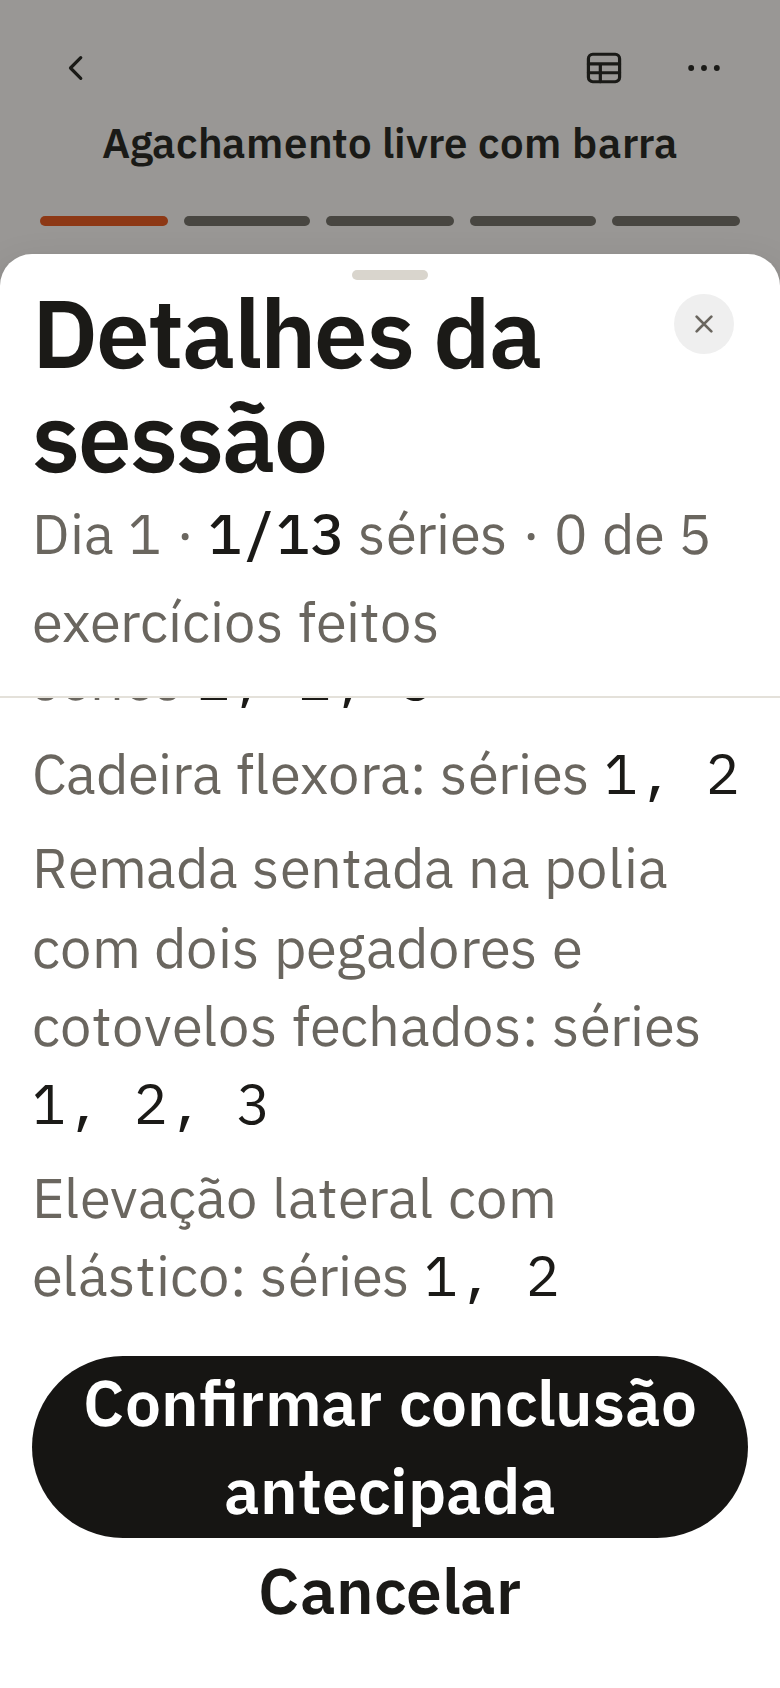 Agachamento livre com barra
Detalhes da
sessão
Dia 1 · 1/13 séries · 0 de 5
exercícios feitos
Cadeira flexora: séries 1, 2
Remada sentada na polia
com dois pegadores e
cotovelos fechados: séries
1, 2, 3
Elevação lateral com
elástico: séries 1, 2
Confirmar conclusão
antecipada
Cancelar